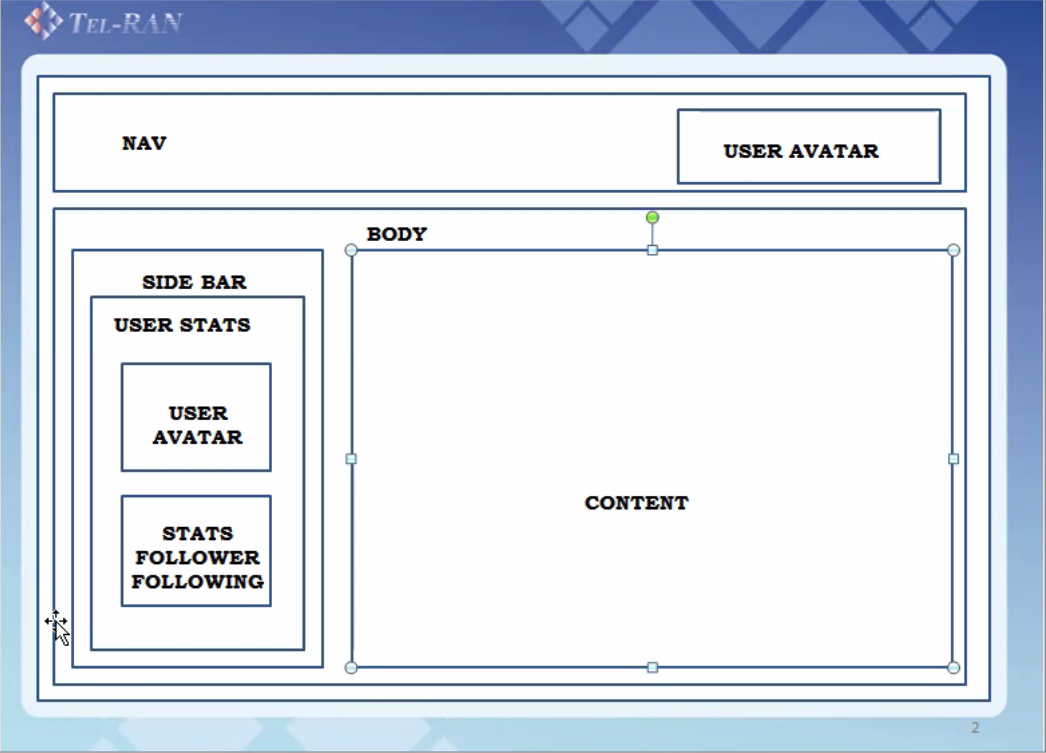 TEL-RAN
NAV
USER AVATAR
BODY
SIDE BAR
USER STATS
USER
AVATAR
STATS
FOLLOWER
FOLLOWING
CONTENT
2